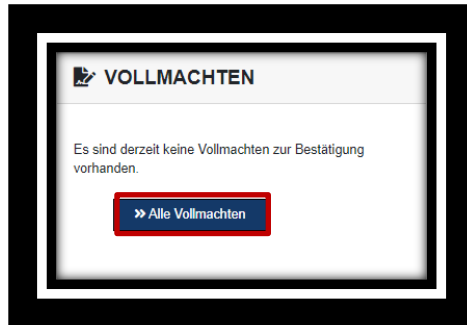 VOLLMACHTEN
Es sind derzeit keine Vollmachten zur Bestätigung
vorhanden.
» Alle Vollmachten